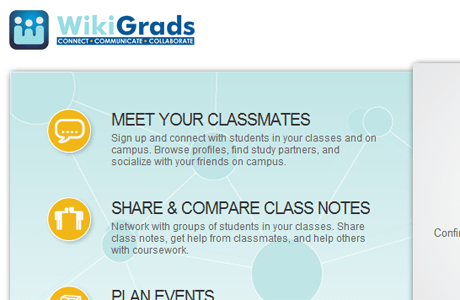 WikiGrads
CONNECT • COMMUNICATE • COLLABORATE
MEET YOUR CLASSMATES
Sign up and connect with students in your classes and on
campus. Browse profiles, find study partners, and
socialize with your friends on campus.
SHARE & COMPARE CLASS NOTES
Network with groups of students in your classes. Share
class notes, get help from classmates, and help others
with coursework.
Confi
PLAN EVENTS